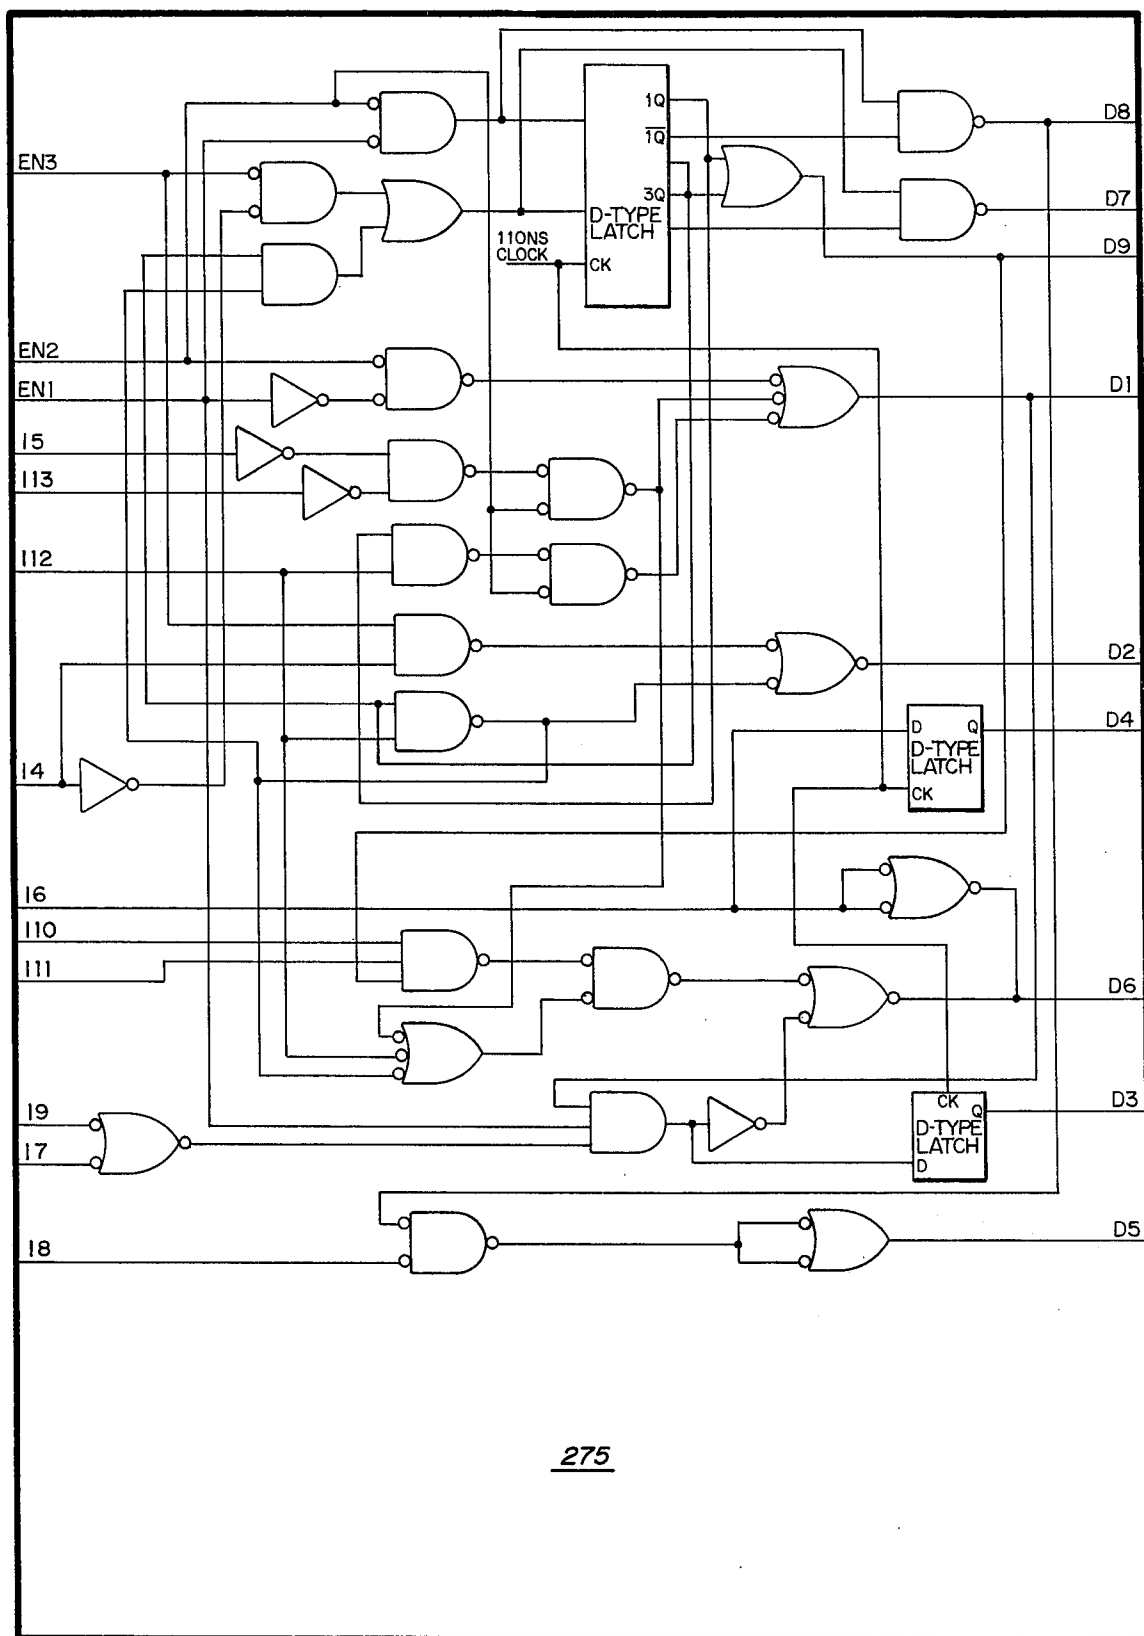 1Q
D8
1Q
EN3
3Q
D-TYPE
LATCH
D7
110NS
CLOCK
CK
D9
EN2
EN1
D1
I5
I13
I12
D2
D4
D
Q
D-TYPE
LATCH
CK
I4
I6
I10
I11
D6
I9
CK
Q
D3
D-TYPE
LATCH
D
I7
D5
I8
275